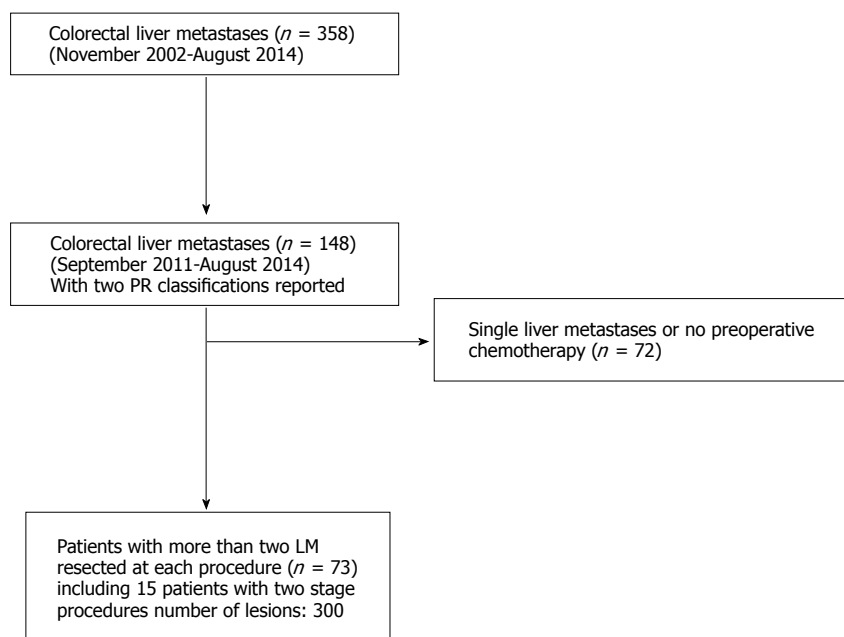 Colorectal liver metastases (n = 358)
(November 2002-August 2014)
Colorectal liver metastases (n = 148)
(September 2011-August 2014)
With two PR classifications reported
Single liver metastases or no preoperative
chemotherapy (n = 72)
Patients with more than two LM
resected at each procedure (n = 73)
including 15 patients with two stage
procedures number of lesions: 300